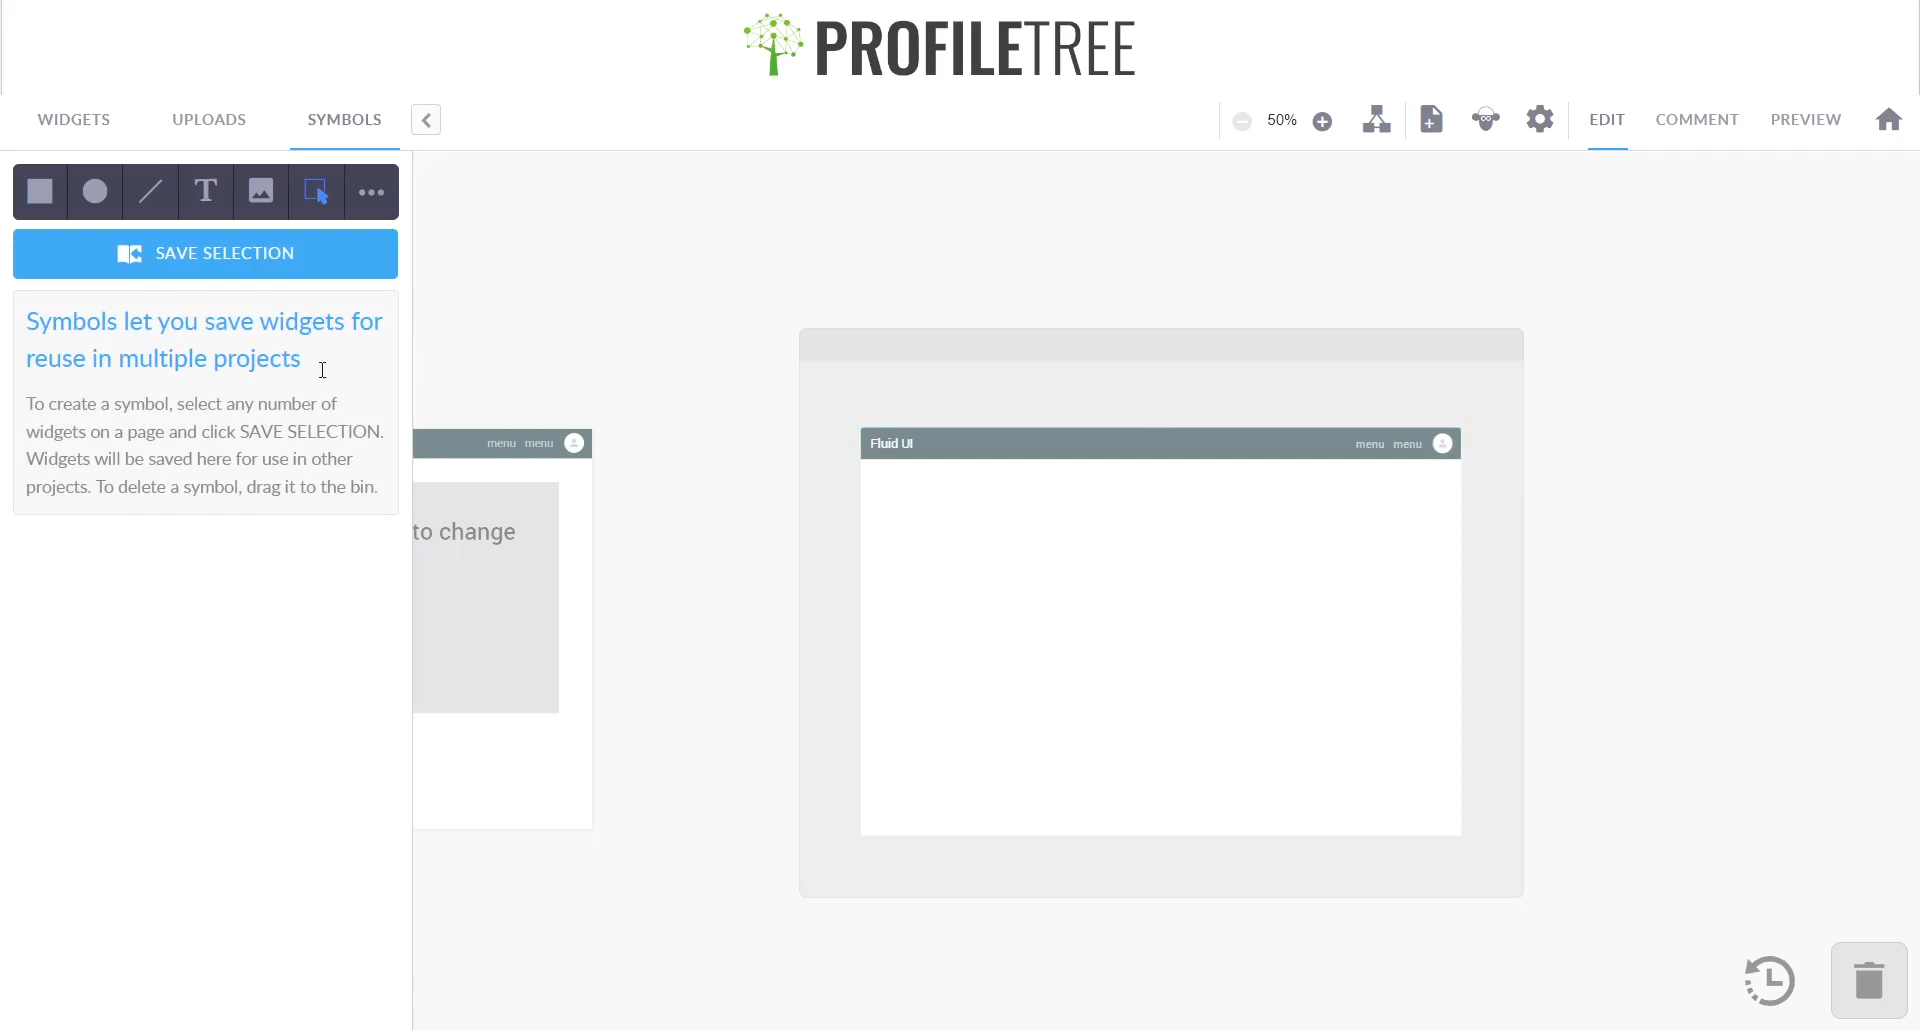 PROFILETREE
WIDGETS UPLOADS SYMBOLS 50% EDIT COMMENT PREVIEW
T
SAVE SELECTION
Symbols let you save widgets for
reuse in multiple projects
To create a symbol, select any number of
widgets on a page and click SAVE SELECTION.
Widgets will be saved here for use in other
projects. To delete a symbol, drag it to the bin.
menu menu
to change
Fluid UI menu menu